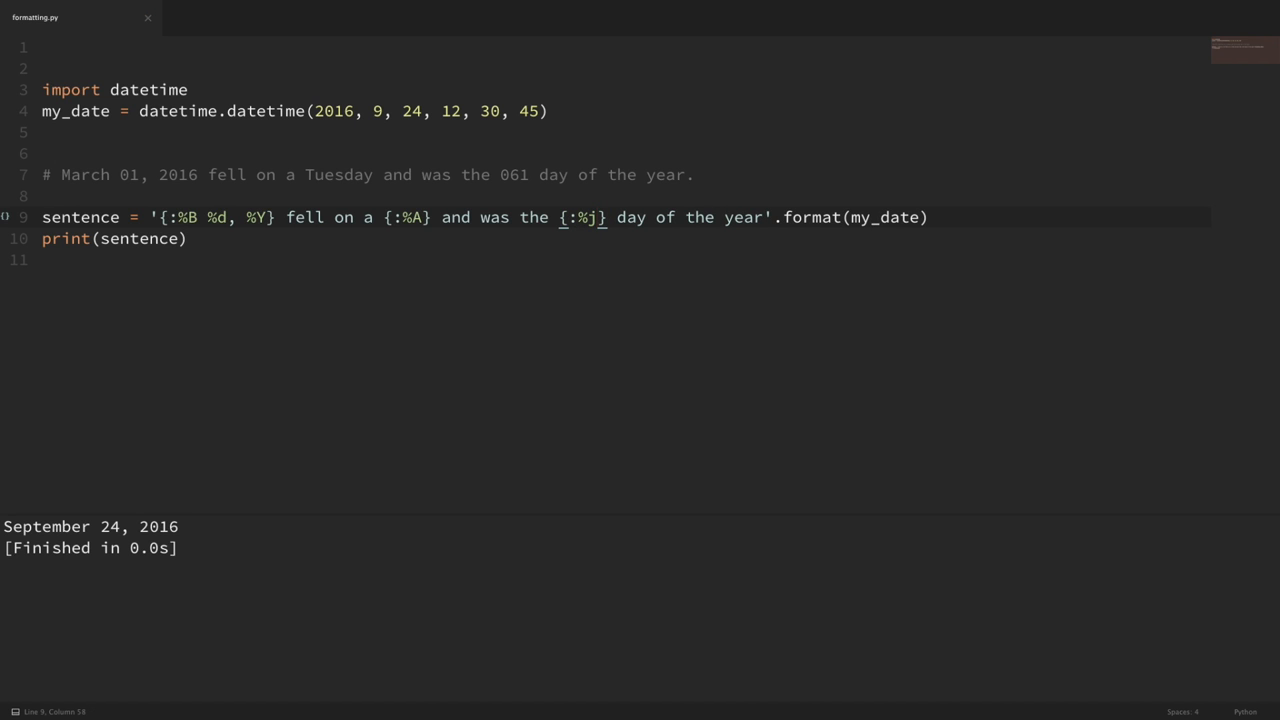 formatting.py ×
1
2
3 import datetime
4 my_date = datetime.datetime(2016, 9, 24, 12, 30, 45)
5
6
7 # March 01, 2016 fell on a Tuesday and was the 061 day of the year.
8
{} 9 sentence = '{:%B %d, %Y} fell on a {:%A} and was the {:%j} day of the year'.format(my_date)
10 print(sentence)
11
September 24, 2016
[Finished in 0.0s]
Line 9, Column 58 Spaces: 4 Python